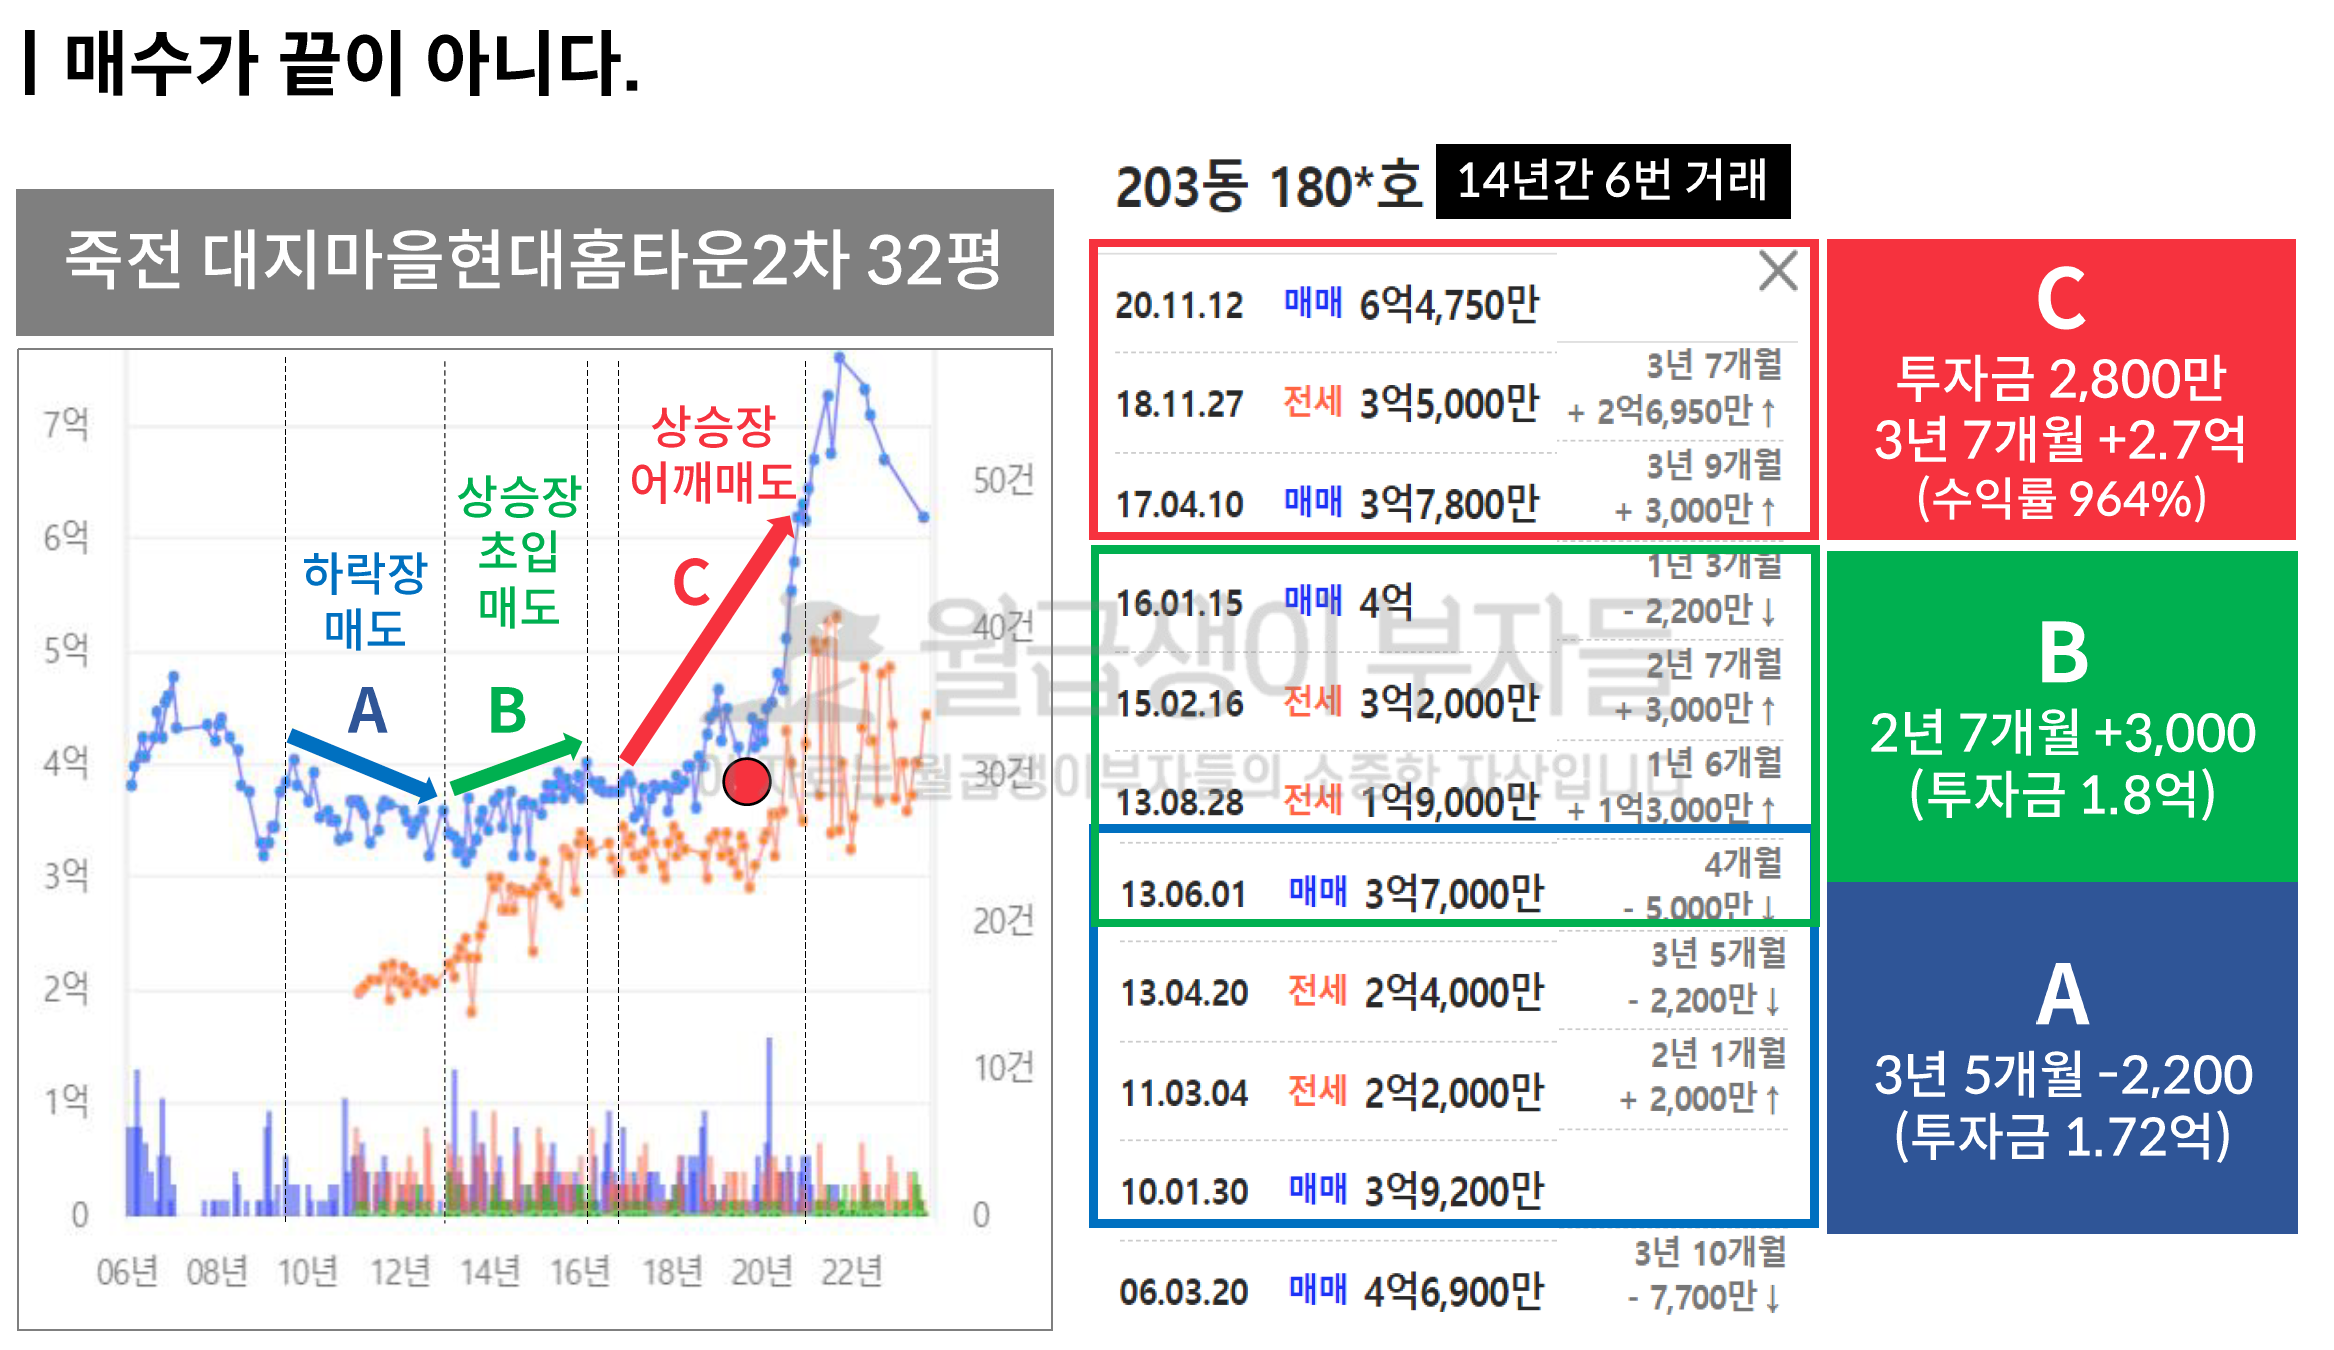 | 매수가 끝이 아니다.
죽전 대지마을현대홈타운2차 32평
7억
6억
5억
4억
3억
2억
1억
0
50건
40건
30건
20건
10건
0
06년 08년 10년 12년 14년 16년 18년 20년 22년
하락장
매도
A
상승장
초입
매도
B
상승장
어깨매도
C
203동 180*호
14년간 6번 거래
20.11.12 매매 6억4,750만
3년 7개월
+ 2억6,950만↑
18.11.27 전세 3억5,000만
3년 9개월
+ 3,000만↑
17.04.10 매매 3억7,800만
1년 3개월
- 2,200만↓
16.01.15 매매 4억
2년 7개월
+ 3,000만↑
15.02.16 전세 3억2,000만
1년 6개월
+ 1억3,000만↑
13.08.28 전세 1억9,000만
4개월
- 5,000만↓
13.06.01 매매 3억7,000만
3년 5개월
- 2,200만↓
13.04.20 전세 2억4,000만
2년 1개월
+ 2,000만↑
11.03.04 전세 2억2,000만
10.01.30 매매 3억9,200만
3년 10개월
- 7,700만↓
06.03.20 매매 4억6,900만
C
투자금 2,800만
3년 7개월 +2.7억
(수익률 964%)
B
2년 7개월 +3,000
(투자금 1.8억)
A
3년 5개월 -2,200
(투자금 1.72억)
월급쟁이 부자들
이 자료는 월급쟁이부자들의 소중한 자산입니다